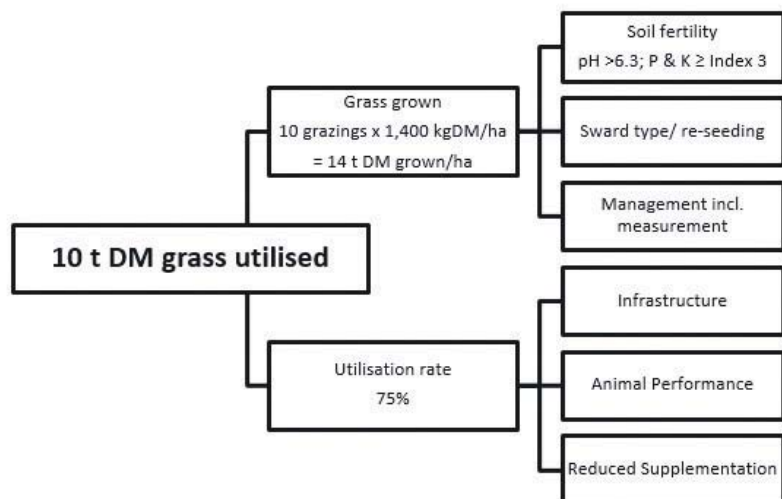 10 t DM grass utilised
Grass grown
10 grazings x 1,400 kgDM/ha
= 14 t DM grown/ha
Soil fertility
pH >6.3; P & K ≥ Index 3
Sward type/ re-seeding
Management incl.
measurement
Utilisation rate
75%
Infrastructure
Animal Performance
Reduced Supplementation